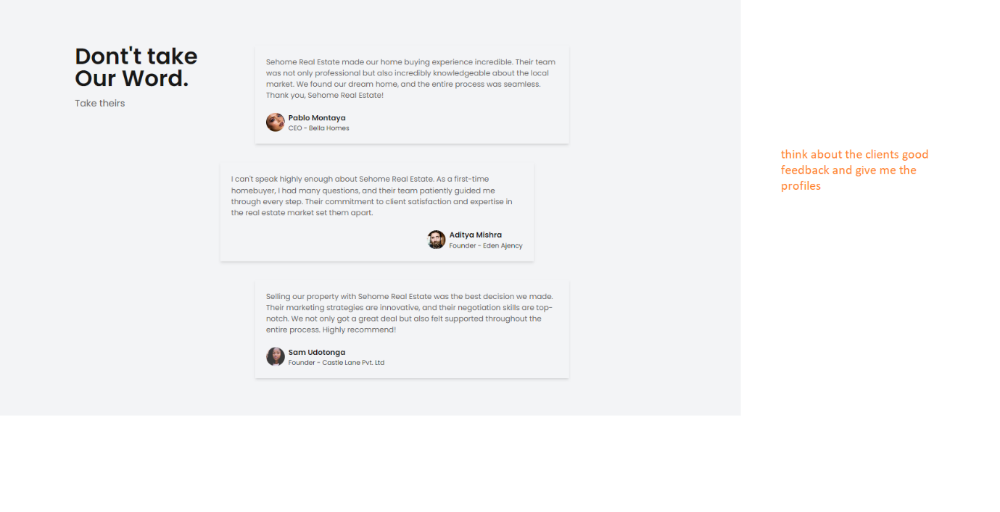 Dont't take
Our Word.
Take theirs
Sehome Real Estate made our home buying experience incredible. Their team
was not only professional but also incredibly knowledgeable about the local
market. We found our dream home, and the entire process was seamless.
Thank you, Sehome Real Estate!
Pablo Montaya
CEO - Bella Homes
I can't speak highly enough about Sehome Real Estate. As a first-time
homebuyer, I had many questions, and their team patiently guided me
through every step. Their commitment to client satisfaction and expertise in
the real estate market set them apart.
Aditya Mishra
Founder - Eden Ajency
Selling our property with Sehome Real Estate was the best decision we made.
Their marketing strategies are innovative, and their negotiation skills are top-
notch. We not only got a great deal but also felt supported throughout the
entire process. Highly recommend!
Sam Udotonga
Founder - Castle Lane Pvt. Ltd
think about the clients good
feedback and give me the
profiles